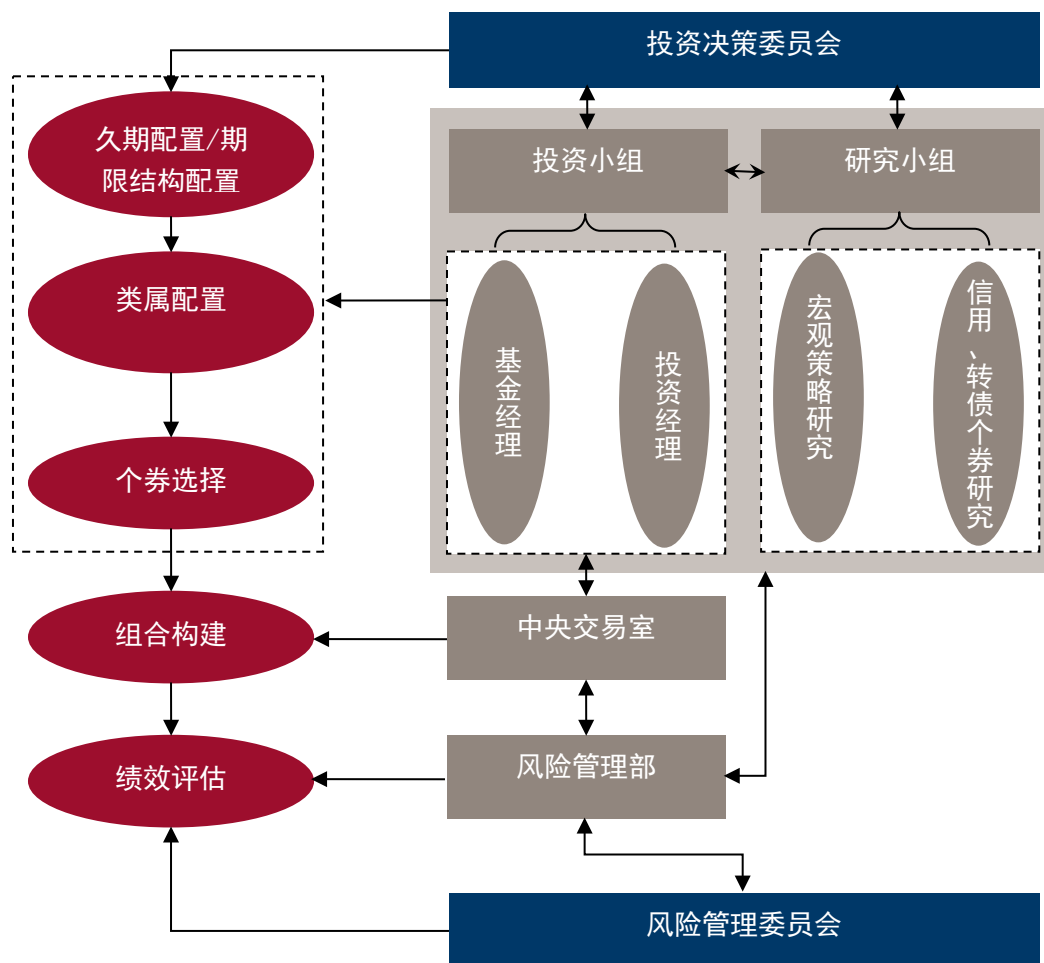 投资决策委员会
久期配置/期
限结构配置
投资小组
研究小组
类属配置
基金经理
投资经理
宏观策略研究
信用、转债个券研究
个券选择
组合构建
中央交易室
绩效评估
风险管理部
风险管理委员会